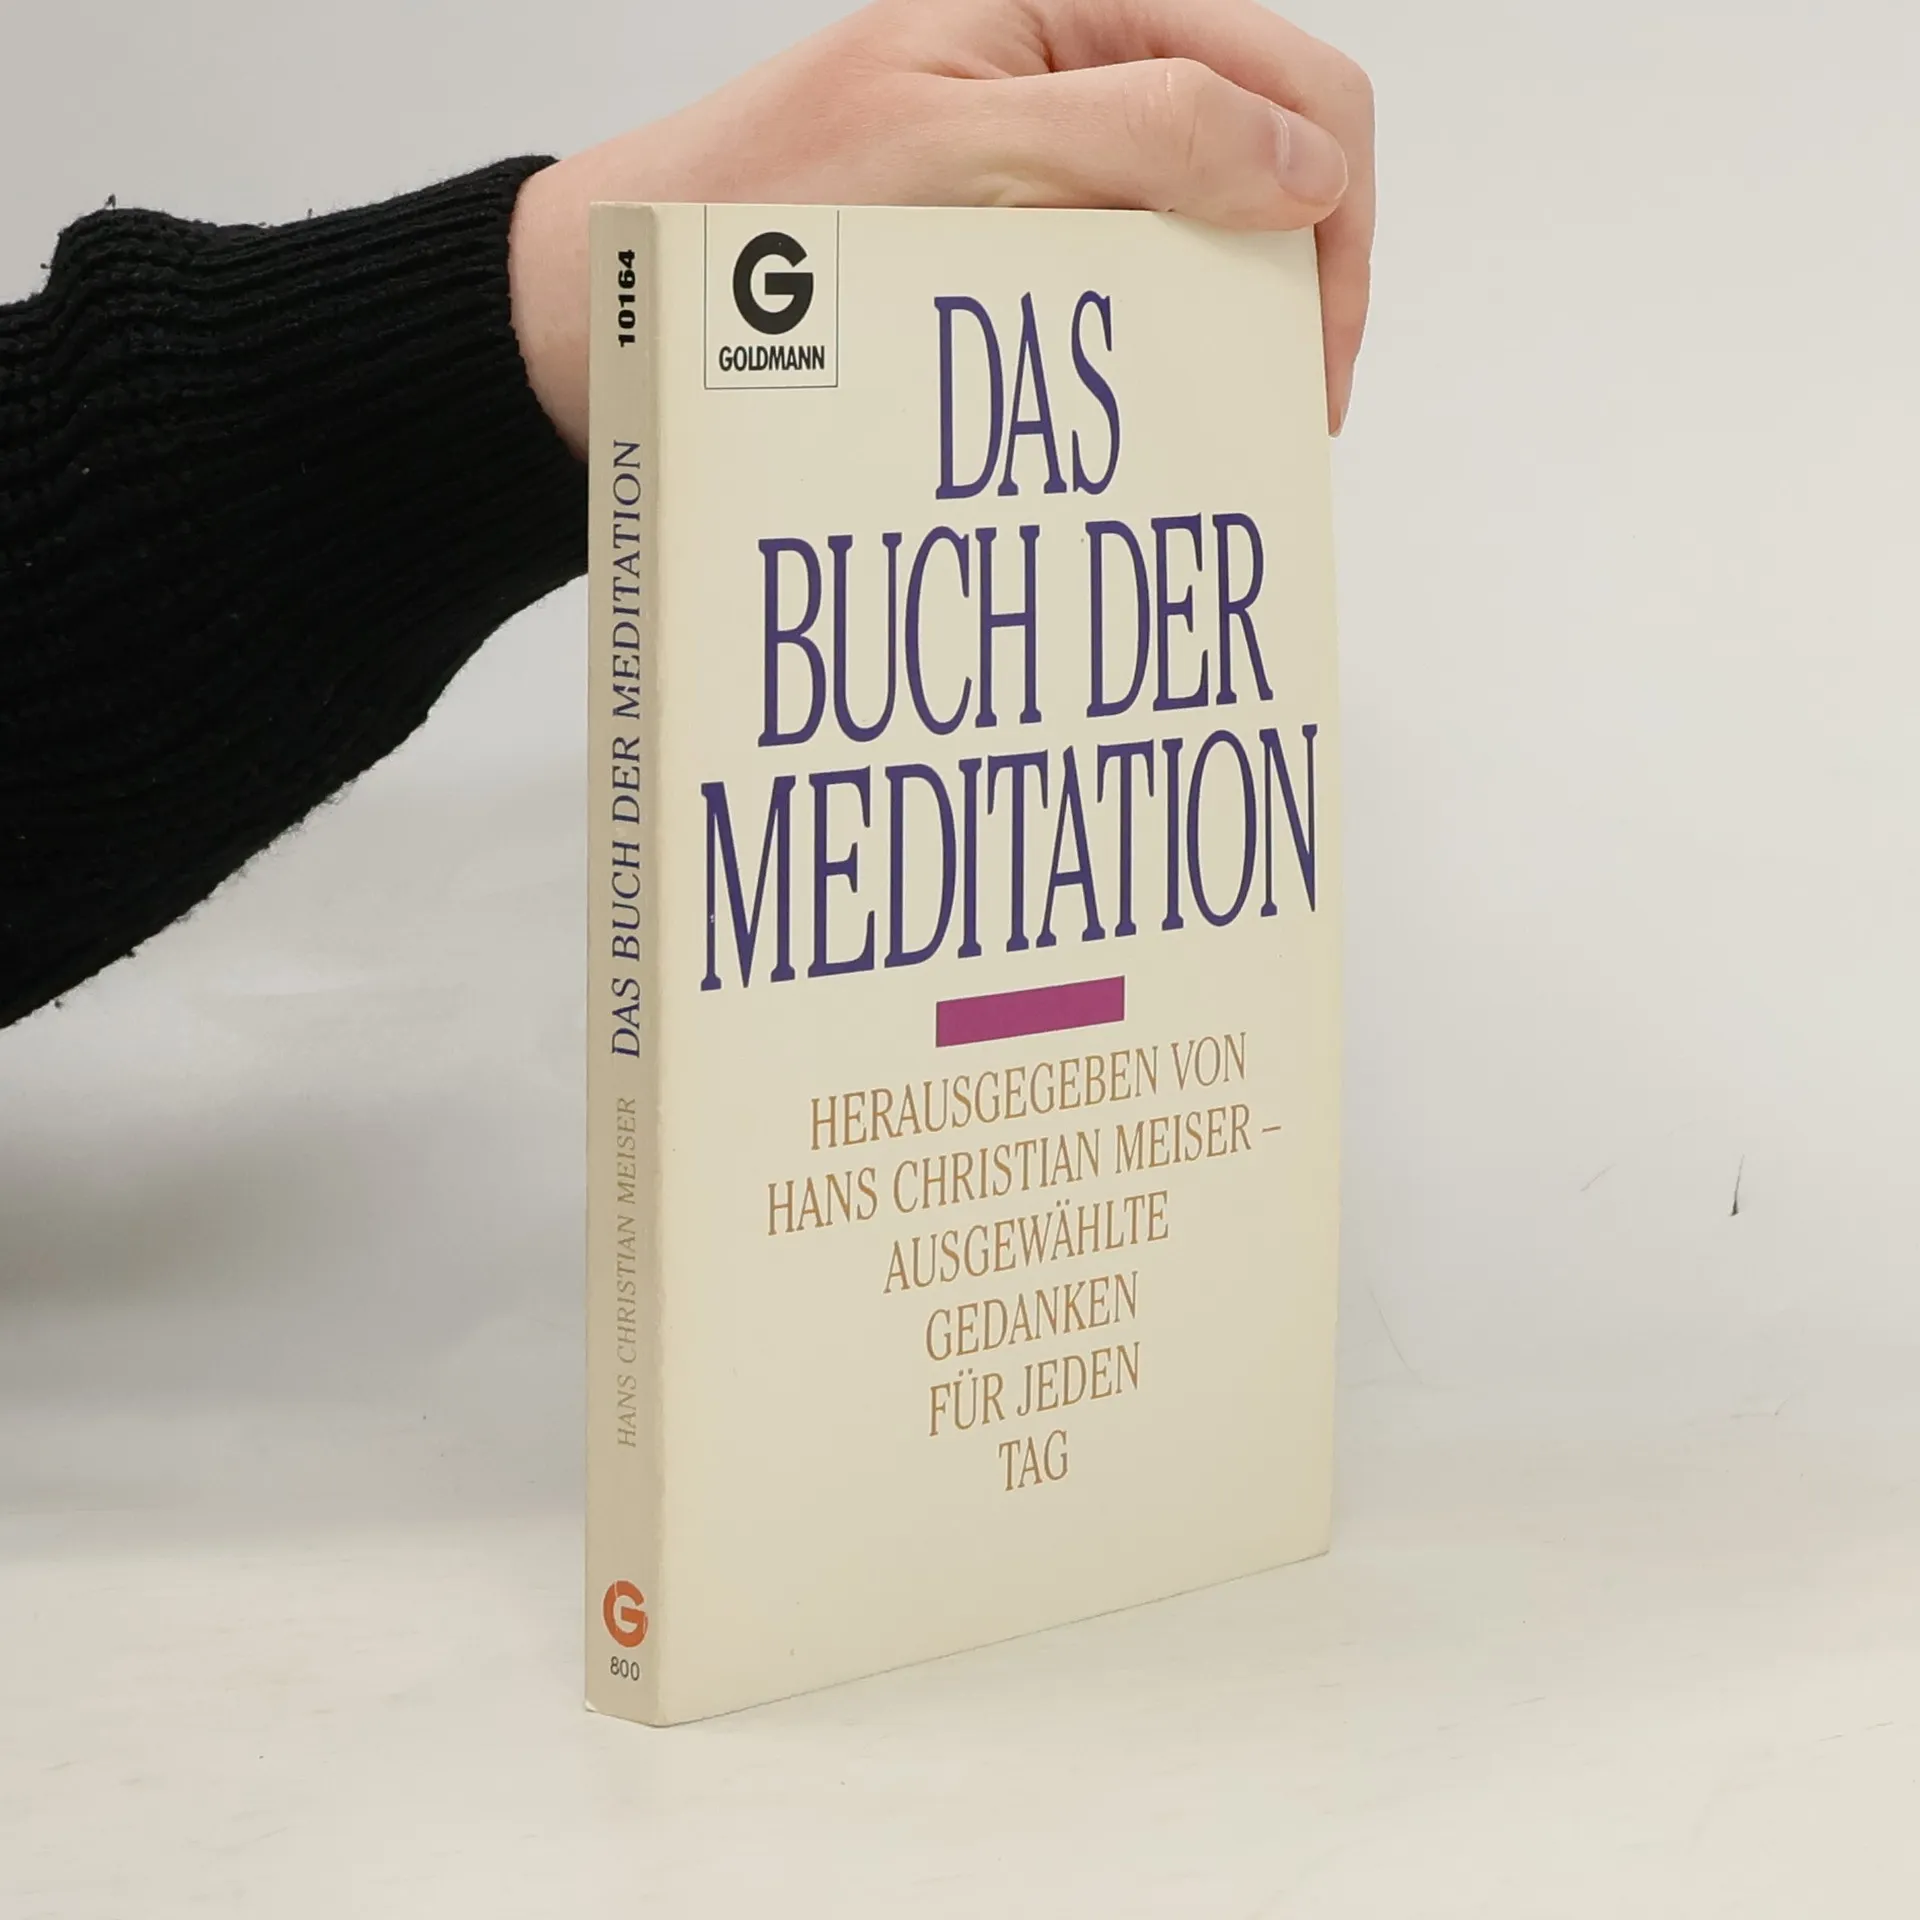 GOLDMANN
DAS
BUCH DER
MEDITATION
HERAUSGEGEBEN VON
HANS CHRISTIAN MEISER –
AUSGEWÄHLTE
GEDANKEN
FÜR JEDEN
TAG
HANS CHRISTIAN MEISER DAS BUCH DER MEDITATION 10164
G
800